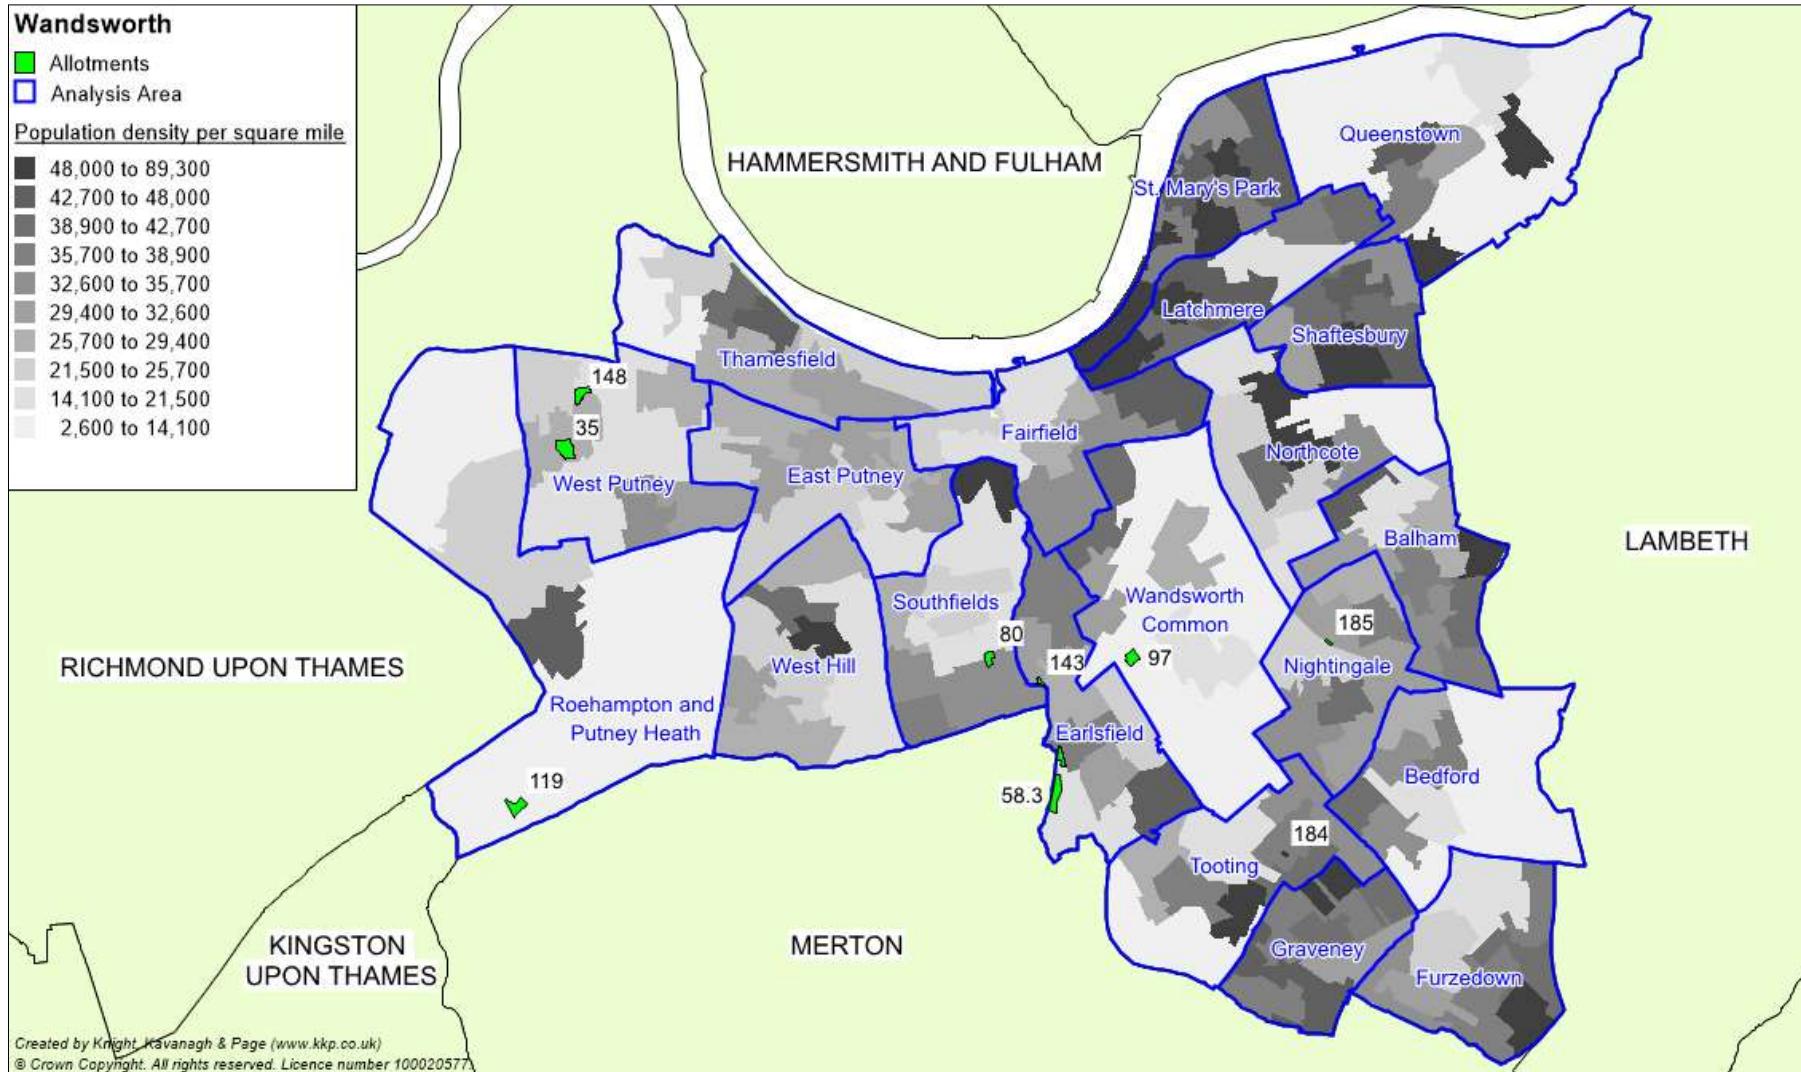 Wandsworth
Allotments
Analysis Area
Population density per square mile
48,000 to 89,300
42,700 to 48,000
38,900 to 42,700
35,700 to 38,900
32,600 to 35,700
29,400 to 32,600
25,700 to 29,400
21,500 to 25,700
14,100 to 21,500
2,600 to 14,100
HAMMERSMITH AND FULHAM
Queenstown
St. Mary's Park
Latchmere
Shaftesbury
Thamesfield
148
35
Fairfield
Northcote
West Putney
East Putney
Balham
LAMBETH
Southfields
Wandsworth
Common
80
185
143
97
RICHMOND UPON THAMES
West Hill
Nightingale
Roehampton and
Putney Heath
Earlsfield
119
58.3
Bedford
184
Tooting
KINGSTON
UPON THAMES
MERTON
Graveney
Furzedown
Created by Knight, Kavanagh & Page (www.kkp.co.uk)
© Crown Copyright. All rights reserved. Licence number 100020577.